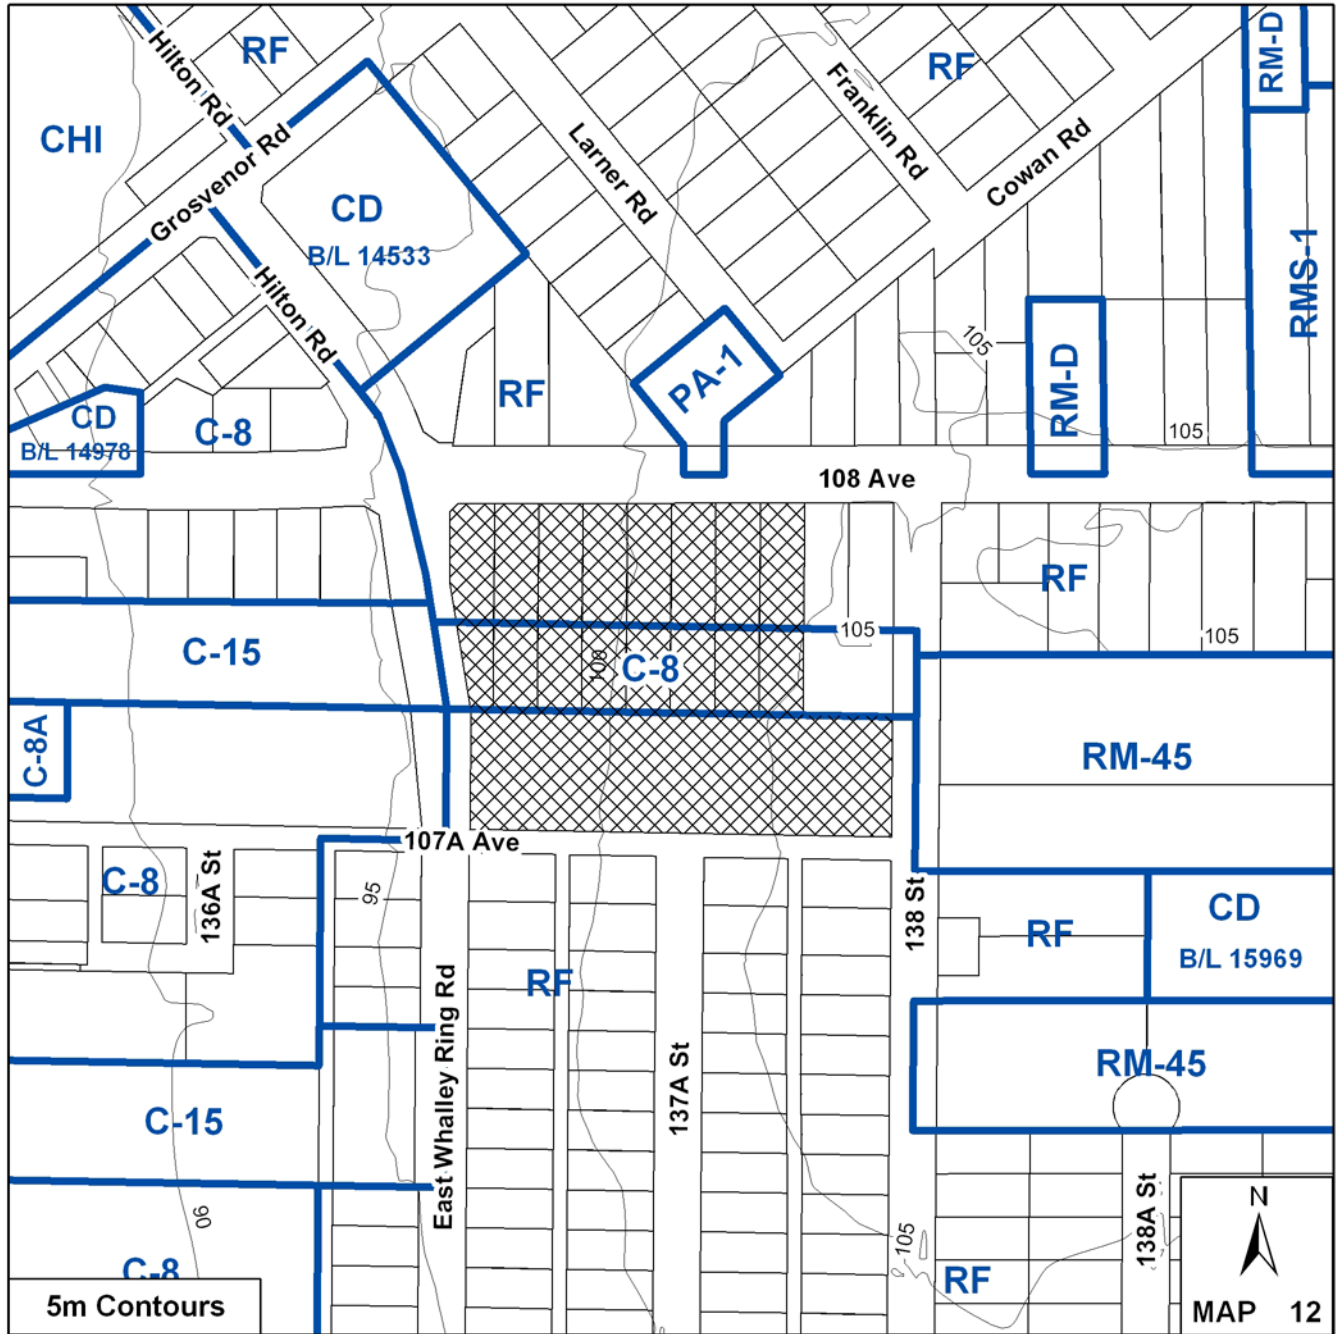 RF
RF
RM-D
Hilton Rd
CHI
Franklin Rd
Grosvenor Rd
Larner Rd
Cowan Rd
CD
B/L 14533
RMS-1
Hilton Rd
105
RF
PA-1
RM-D
CD
B/L 14978
C-8
105
108 Ave
RF
105
105
C-15
100
C-8
C-8A
RM-45
107A Ave
C-8
136A St
95
138 St
CD
B/L 15969
RF
RF
East Whalley Ring Rd
137A St
RM-45
C-15
138A St
90
105
N
C-8
RF
5m Contours
MAP 12